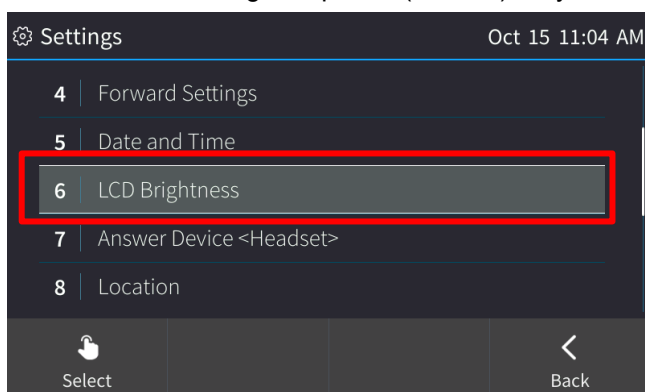 Settings Oct 15 11:04 AM
4 Forward Settings
5 Date and Time
6 LCD Brightness
7 Answer Device <Headset>
8 Location
Select Back